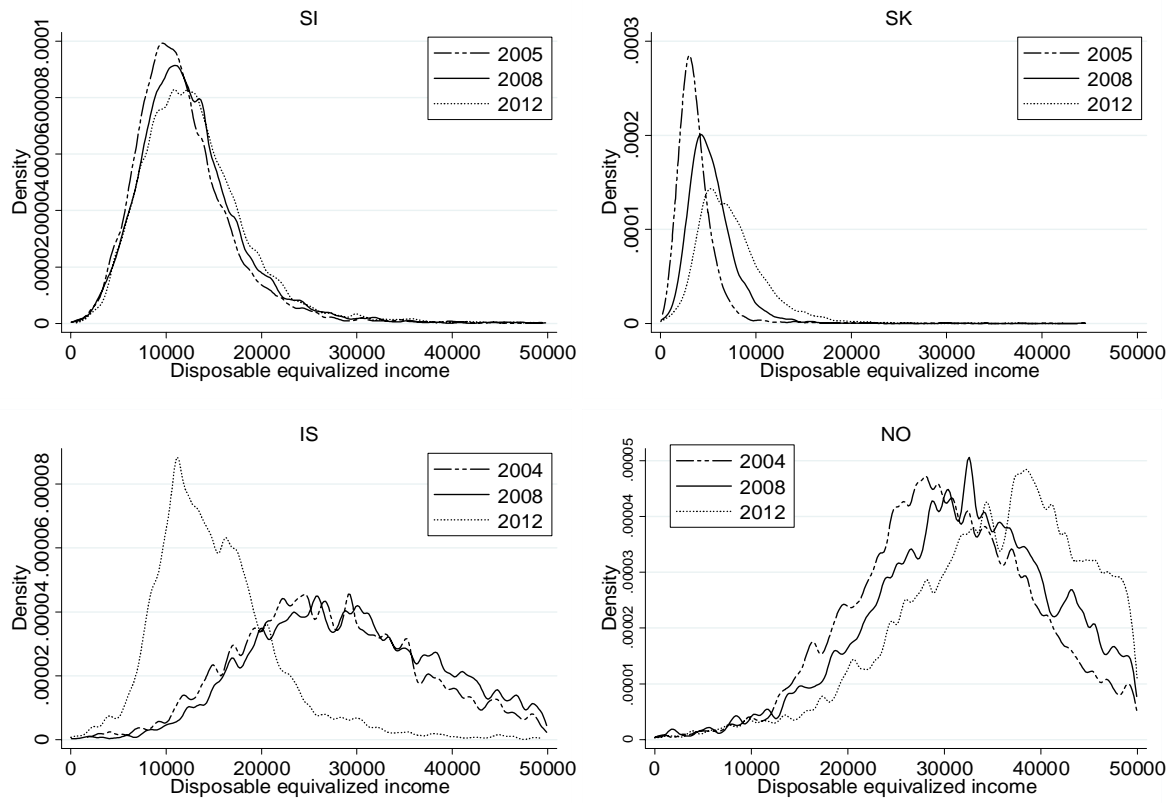 SI
Density
0 .00002 .00004 .00006 .00008 .0001
2005
2008
2012
0 10000 20000 30000 40000 50000
Disposable equivalized income
SK
Density
0 .0001 .0002 .0003
2005
2008
2012
0 10000 20000 30000 40000 50000
Disposable equivalized income
IS
Density
0 .00002 .00004 .00006 .00008
2004
2008
2012
0 10000 20000 30000 40000 50000
Disposable equivalized income
NO
Density
0 .00001 .00002 .00003 .00004 .00005
2004
2008
2012
0 10000 20000 30000 40000 50000
Disposable equivalized income